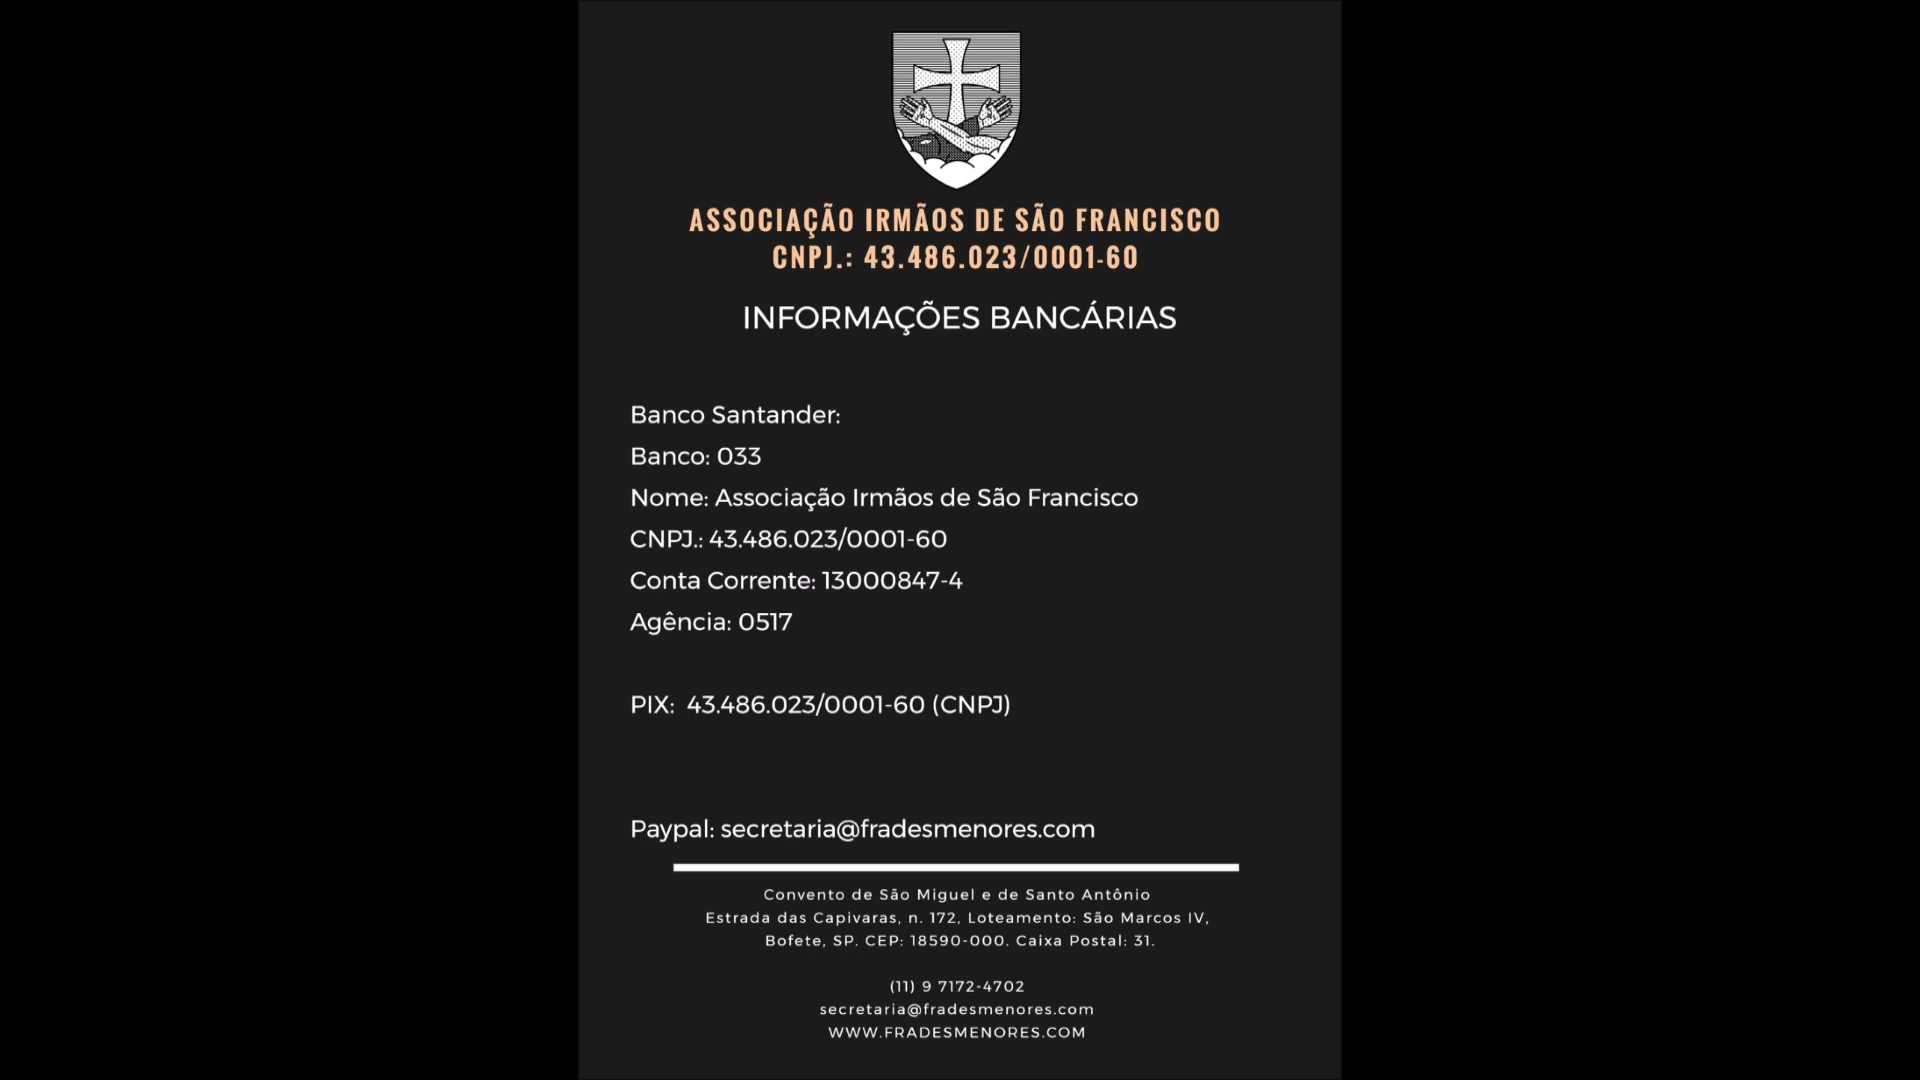 ASSOCIAÇÃO IRMÃOS DE SÃO FRANCISCO
CNPJ.: 43.486.023/0001-60
INFORMAÇÕES BANCÁRIAS
Banco Santander:
Banco: 033
Nome: Associação Irmãos de São Francisco
CNPJ.: 43.486.023/0001-60
Conta Corrente: 13000847-4
Agência: 0517
PIX:  43.486.023/0001-60 (CNPJ)
Paypal: secretaria@fradesmenores.com
Convento de São Miguel e de Santo Antônio
Estrada das Capivaras, n. 172, Loteamento: São Marcos IV,
Bofete, SP. CEP: 18590-000. Caixa Postal: 31.
(11) 9 7172-4702
secretaria@fradesmenores.com
WWW.FRADESMENORES.COM